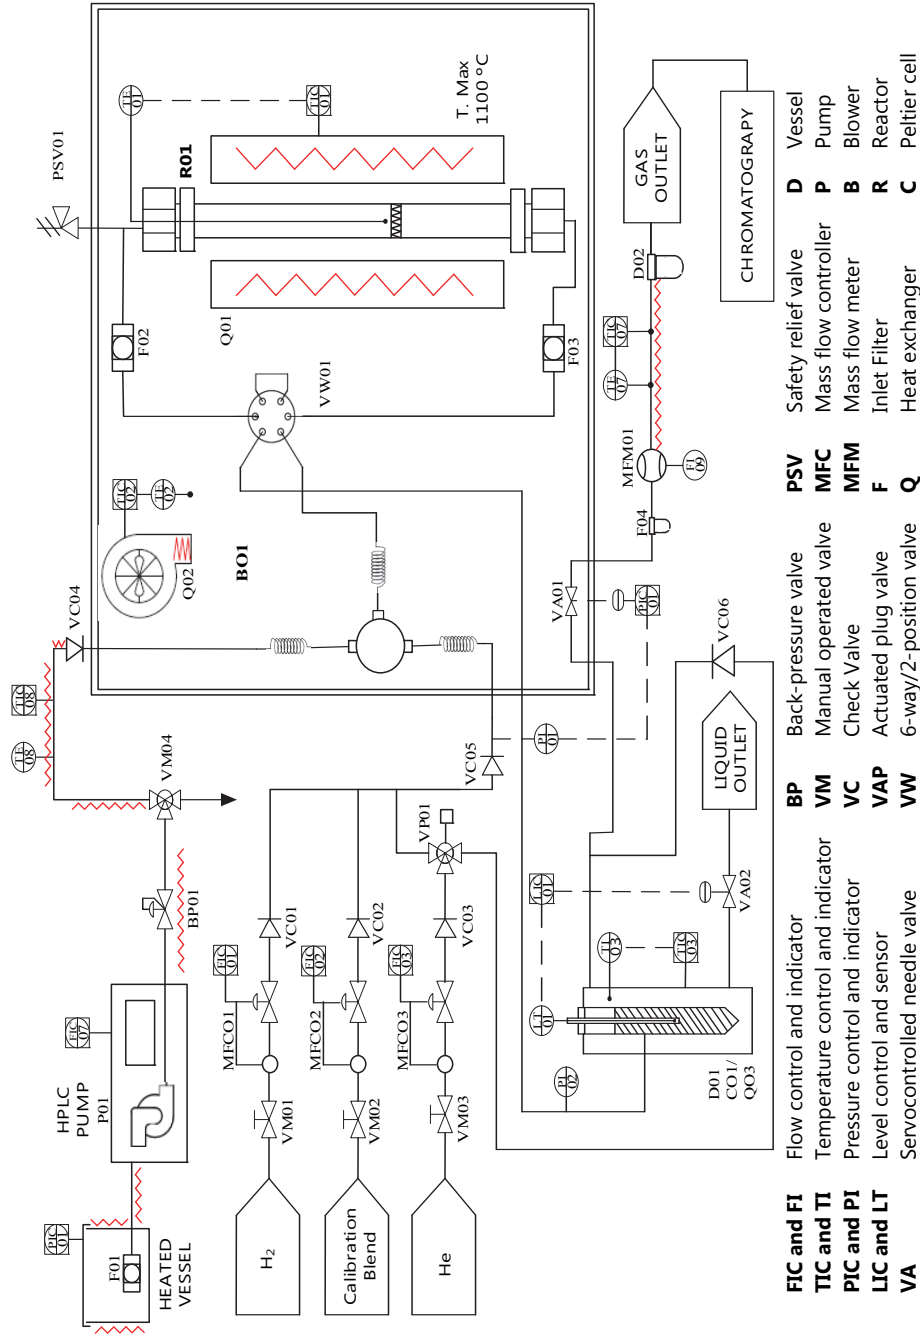 PIC 01
F01
HEATED
VESSEL
HPLC
PUMP
P01
FIC 07
BP01
VM04
TE 08
TIC 08
VC04
Q02
TIC 02
TE 02
BO1
F02
PSV01
TE 01
TIC 01
R01
Q01
T. Max
1100 ºC
VW01
F03
H2
VM01
MFCO1
FIC 01
VC01
Calibration
Blend
VM02
MFCO2
FIC 02
VC02
He
VM03
MFCO3
FIC 03
VC03
VP01
VC05
PI 01
PIC 01
VA01
F04
MFM01
FI 09
TE 07
TIC 07
D02
GAS
OUTLET
CHROMATOGRAPY
PI 02
LT 01
TI 03
TIC 03
LIC 01
D01
CO1/
QO3
VA02
LIQUID
OUTLET
VC06
FIC and FI Flow control and indicator
TIC and TI Temperature control and indicator
PIC and PI Pressure control and indicator
LIC and LT Level control and sensor
VA Servocontroled needle valve
BP Back-pressure valve
VM Manual operated valve
VC Check Valve
VAP Actuated plug valve
VW 6-way/2-position valve
PSV Safety relief valve
MFC Mass flow controller
MFM Mass flow meter
F Inlet Filter
Q Heat exchanger
D Vessel
P Pump
B Blower
R Reactor
C Peltier cell